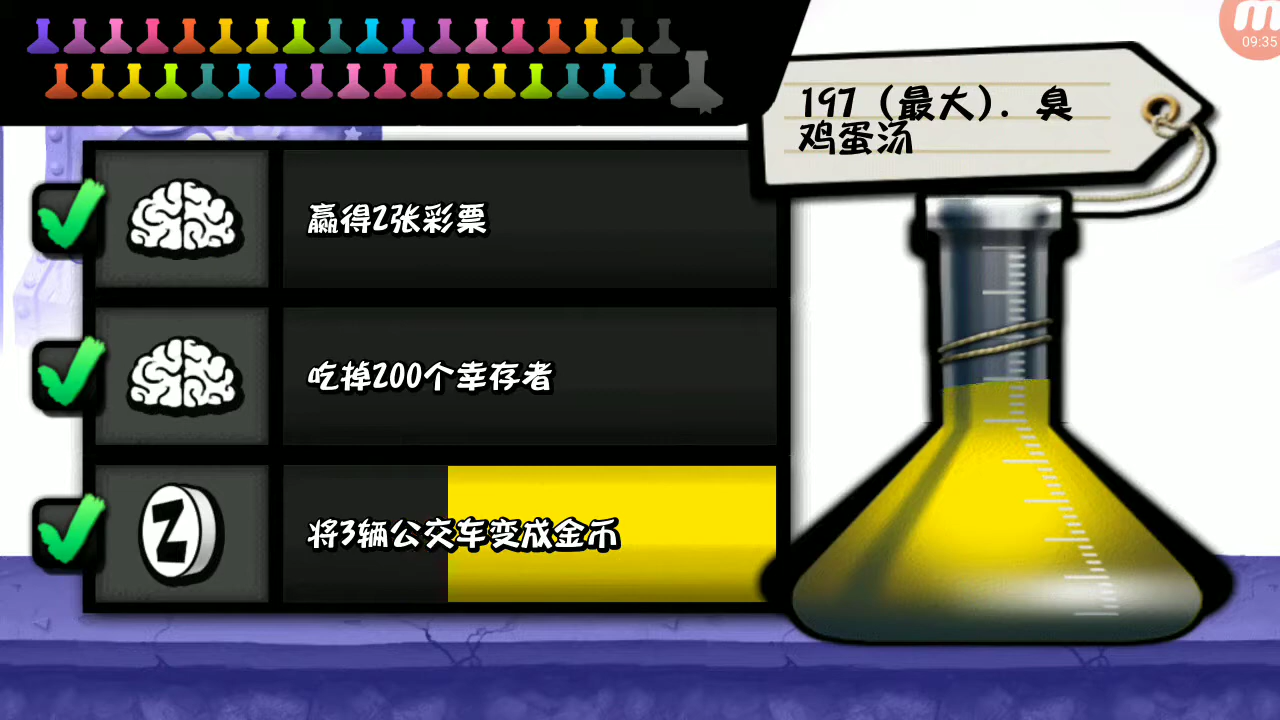 09:35
197 (最大). 臭
鸡蛋汤
赢得2张彩票
吃掉200个幸存者
将3辆公交车变成金币
Z